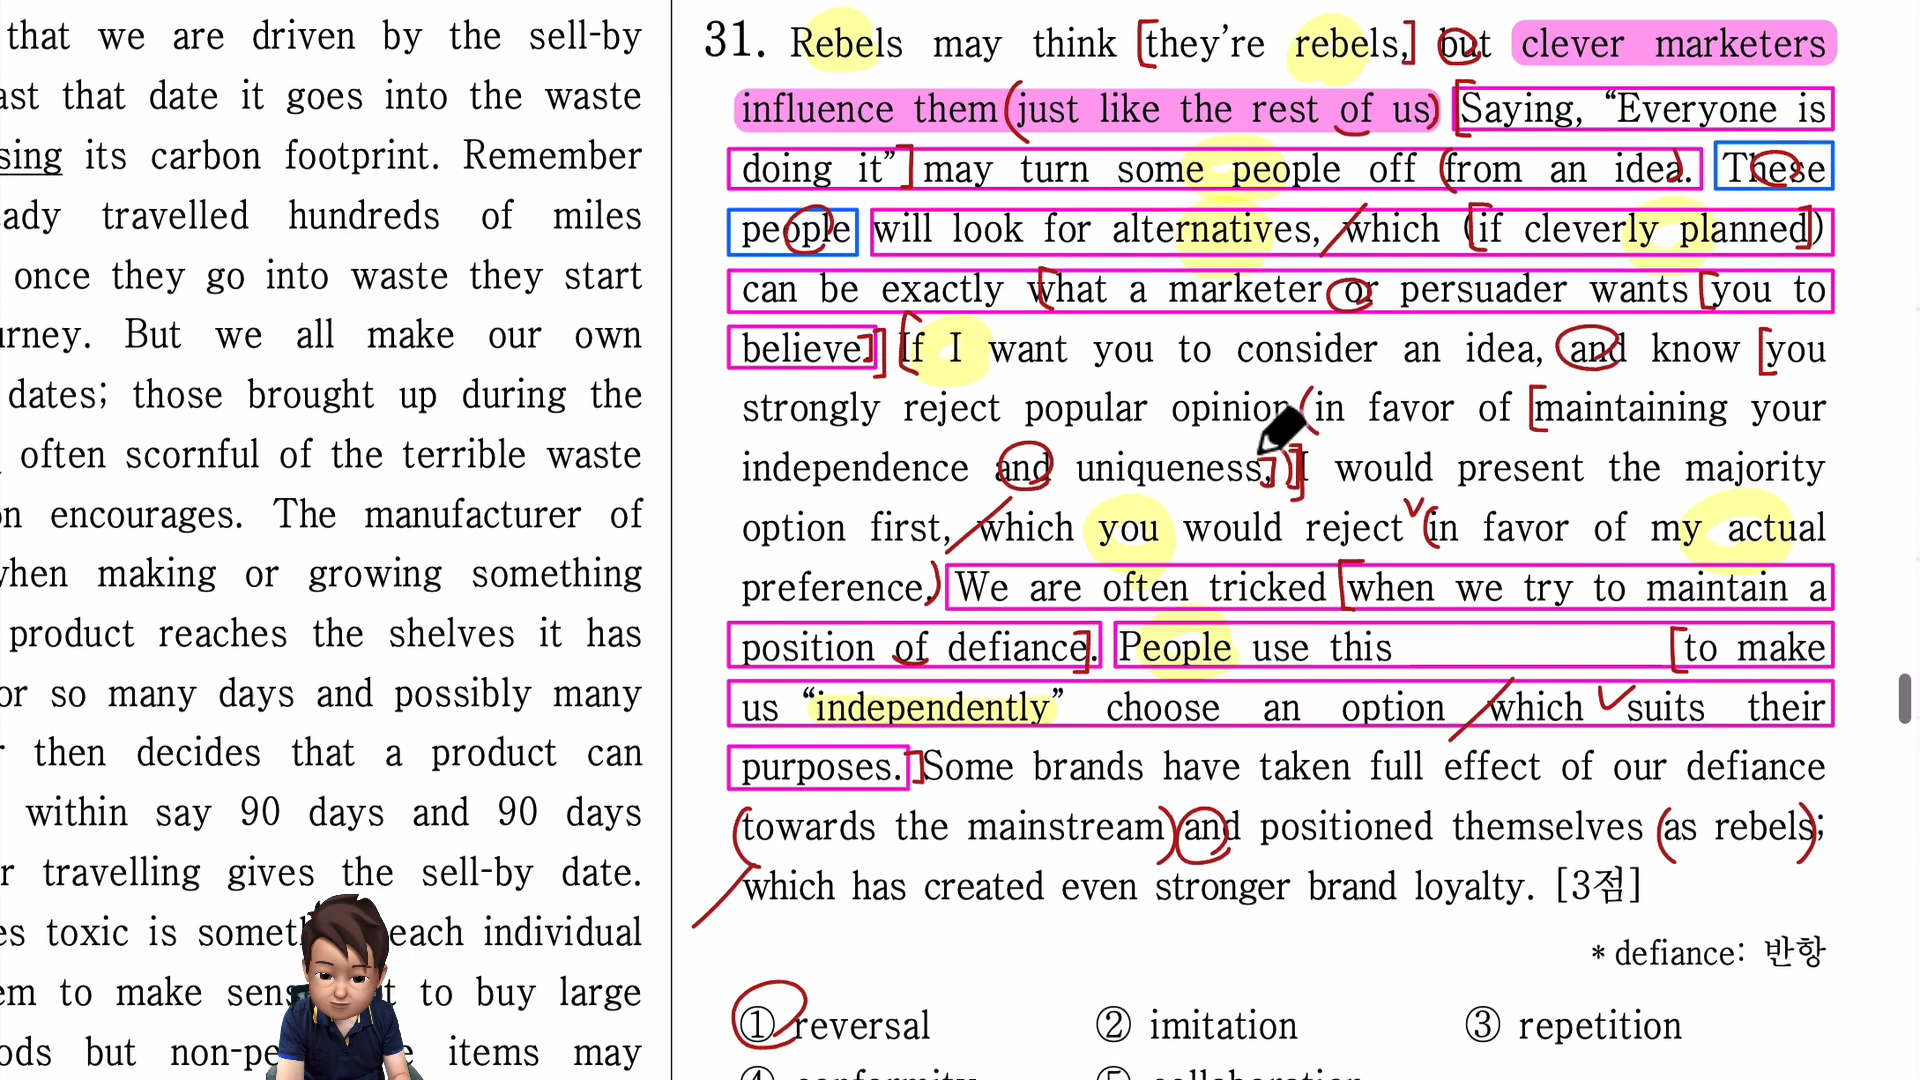 that we are driven by the sell-by
ast that date it goes into the waste
sing its carbon footprint. Remember
eady travelled hundreds of miles
once they go into waste they start
urney. But we all make our own
dates; those brought up during the
often scornful of the terrible waste
on encourages. The manufacturer of
when making or growing something
product reaches the shelves it has
or so many days and possibly many
r then decides that a product can
within say 90 days and 90 days
r travelling gives the sell-by date.
es toxic is someth each individual
em to make sens t to buy large
ods but non-pe e items may
31. Rebels may think they're rebels, but clever marketers
influence them just like the rest of us. Saying, “Everyone is
doing it” may turn some people off from an idea. These
people will look for alternatives, which (if cleverly planned)
can be exactly what a marketer or persuader wants you to
believe. If I want you to consider an idea, and know you
strongly reject popular opinion in favor of maintaining your
independence and uniqueness, I would present the majority
option first, which you would reject in favor of my actual
preference. We are often tricked when we try to maintain a
position of defiance. People use this ____________ to make
us “independently” choose an option which suits their
purposes. Some brands have taken full effect of our defiance
towards the mainstream and positioned themselves as rebels;
which has created even stronger brand loyalty. [3점]
* defiance: 반항
① reversal ② imitation ③ repetition
④ conformity ⑤ collaboration